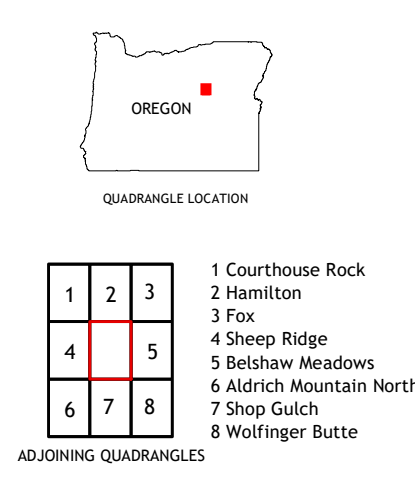 OREGON
QUADRANGLE LOCATION
1 2 3
4 5
6 7 8
1 Courthouse Rock
2 Hamilton
3 Fox
4 Sheep Ridge
5 Belshaw Meadows
6 Aldrich Mountain North
7 Shop Gulch
8 Wolfinger Butte
ADJOINING QUADRANGLES